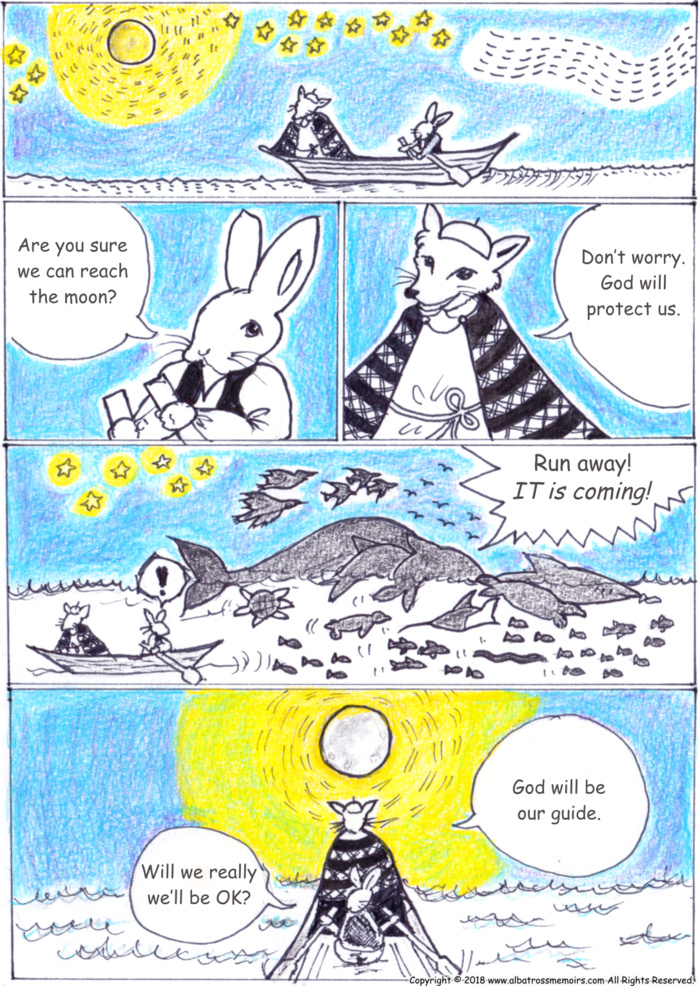 Are you sure
we can reach
the moon?
Don't worry.
God will
protect us.
Run away!
IT is coming!
!
God will be
our guide.
Will we really
we'll be OK?
Copyright © 2018 www.albatrossmemoirs.com All Rights Reserved.